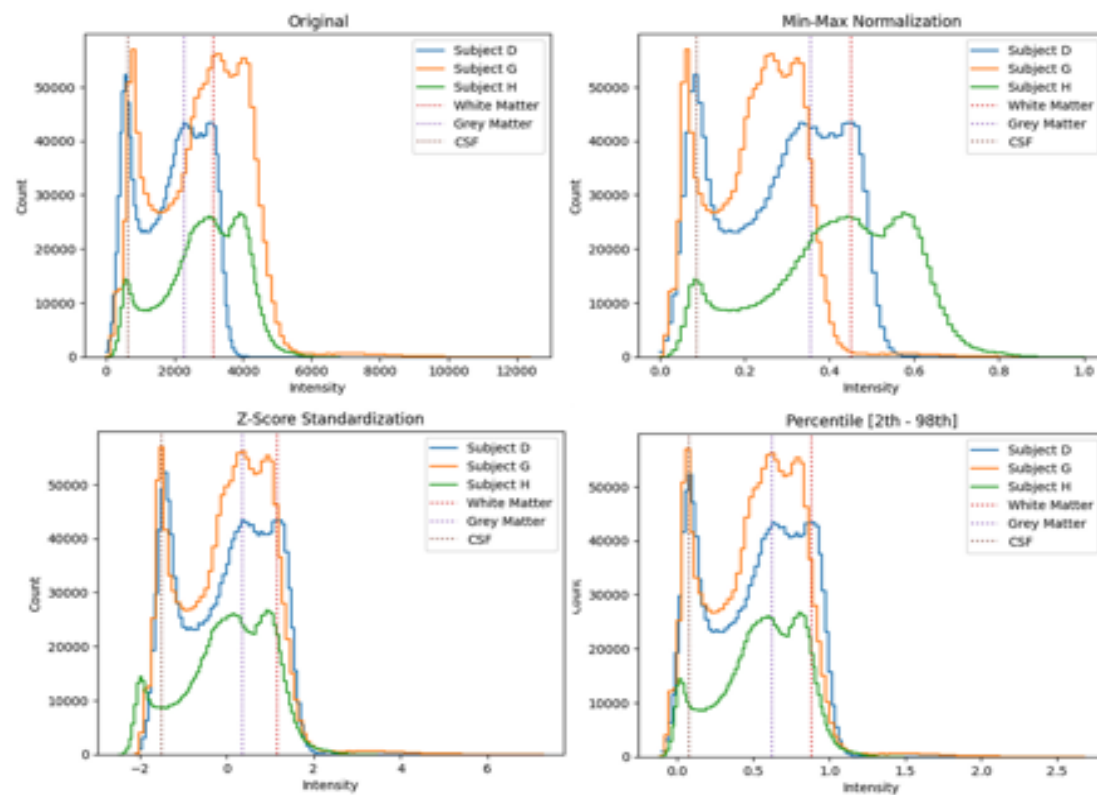 Original
Count
50000
40000
30000
20000
10000
0
Subject D
Subject G
Subject H
White Matter
Grey Matter
CSF
0 2000 4000 6000 8000 10000 12000
Intensity
Min-Max Normalization
Count
50000
40000
30000
20000
10000
0
Subject D
Subject G
Subject H
White Matter
Grey Matter
CSF
0.0 0.2 0.4 0.6 0.8 1.0
Intensity
Z-Score Standardization
Count
50000
40000
30000
20000
10000
0
Subject D
Subject G
Subject H
White Matter
Grey Matter
CSF
−2 0 2 4 6
Intensity
Percentile [2th - 98th]
Count
50000
40000
30000
20000
10000
0
Subject D
Subject G
Subject H
White Matter
Grey Matter
CSF
0.0 0.5 1.0 1.5 2.0 2.5
Intensity